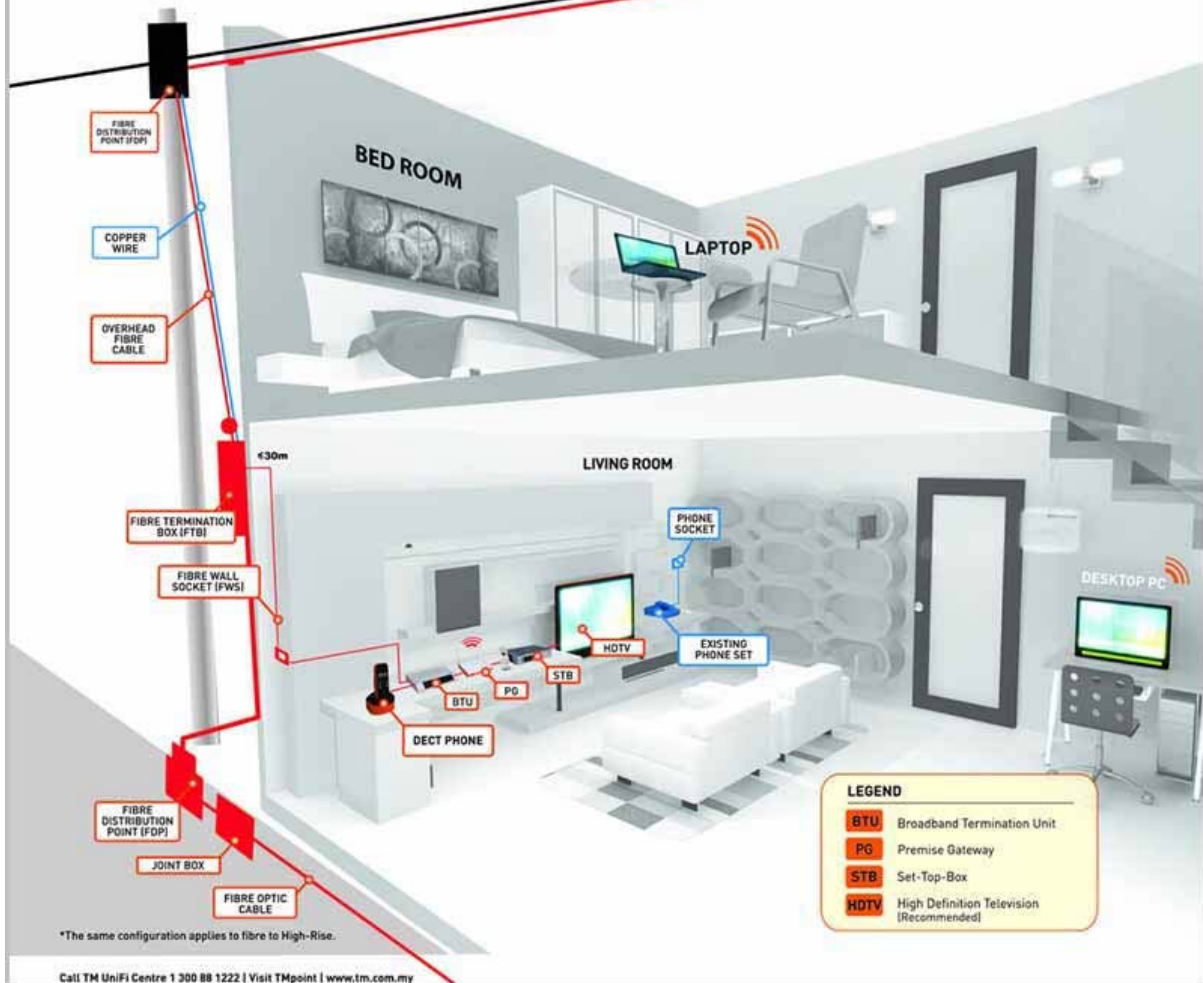 FIBRE
DISTRIBUTION
POINT (FDP)
BED ROOM
COPPER
WIRE
LAPTOP
OVERHEAD
FIBRE
CABLE
≤30m
LIVING ROOM
FIBRE TERMINATION
BOX (FTB)
PHONE
SOCKET
FIBRE WALL
SOCKET (FWS)
DESKTOP PC
HDTV
EXISTING
PHONE SET
STB
PG
BTU
DECT PHONE
FIBRE
DISTRIBUTION
POINT (FDP)
JOINT BOX
FIBRE OPTIC
CABLE
LEGEND
BTU Broadband Termination Unit
PG Premise Gateway
STB Set-Top-Box
HDTV High Definition Television
(Recommended)
*The same configuration applies to fibre to High-Rise.
Call TM UniFi Centre 1 300 88 1222 | Visit TMpoint | www.tm.com.my